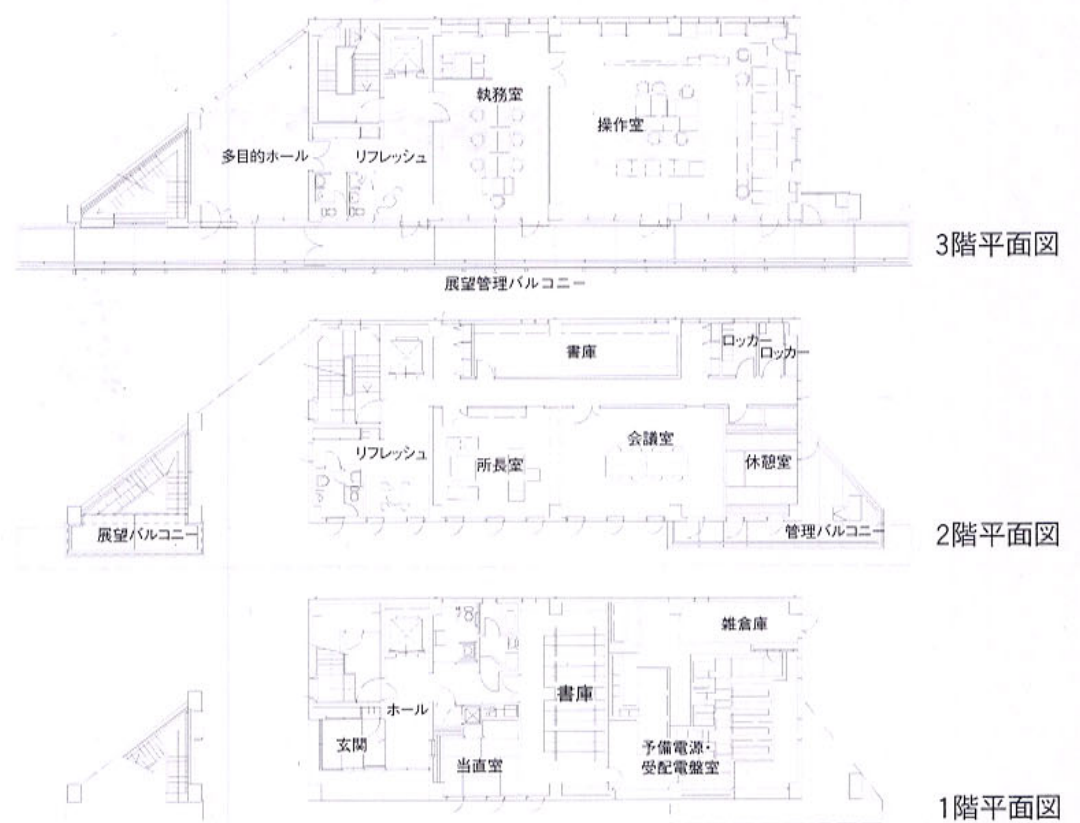 執務室
操作室
多目的ホール
リフレッシュ
3階平面図
展望管理バルコニー
書庫
ロッカー
ロッカー
リフレッシュ
所長室
会議室
休憩室
展望バルコニー
管理バルコニー
2階平面図
雑倉庫
書庫
ホール
玄関
当直室
予備電源・
受配電盤室
1階平面図